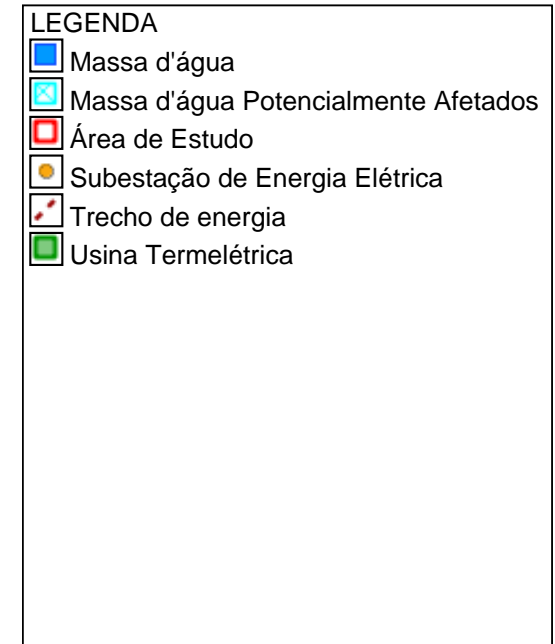 LEGENDA
Massa d'água
Massa d'água Potencialmente Afetados
Área de Estudo
Subestação de Energia Elétrica
Trecho de energia
Usina Termelétrica